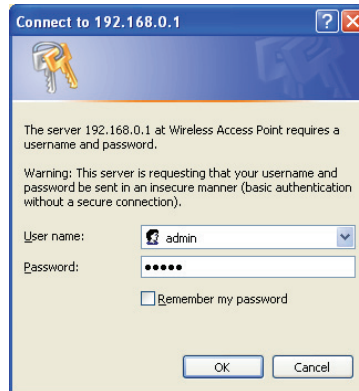 Connect to 192.168.0.1
The server 192.168.0.1 at Wireless Access Point requires a
username and password.
Warning: This server is requesting that your username and
password be sent in an insecure manner (basic authentication
without a secure connection).
User name:
admin
Password:
•••••
Remember my password
OK
Cancel